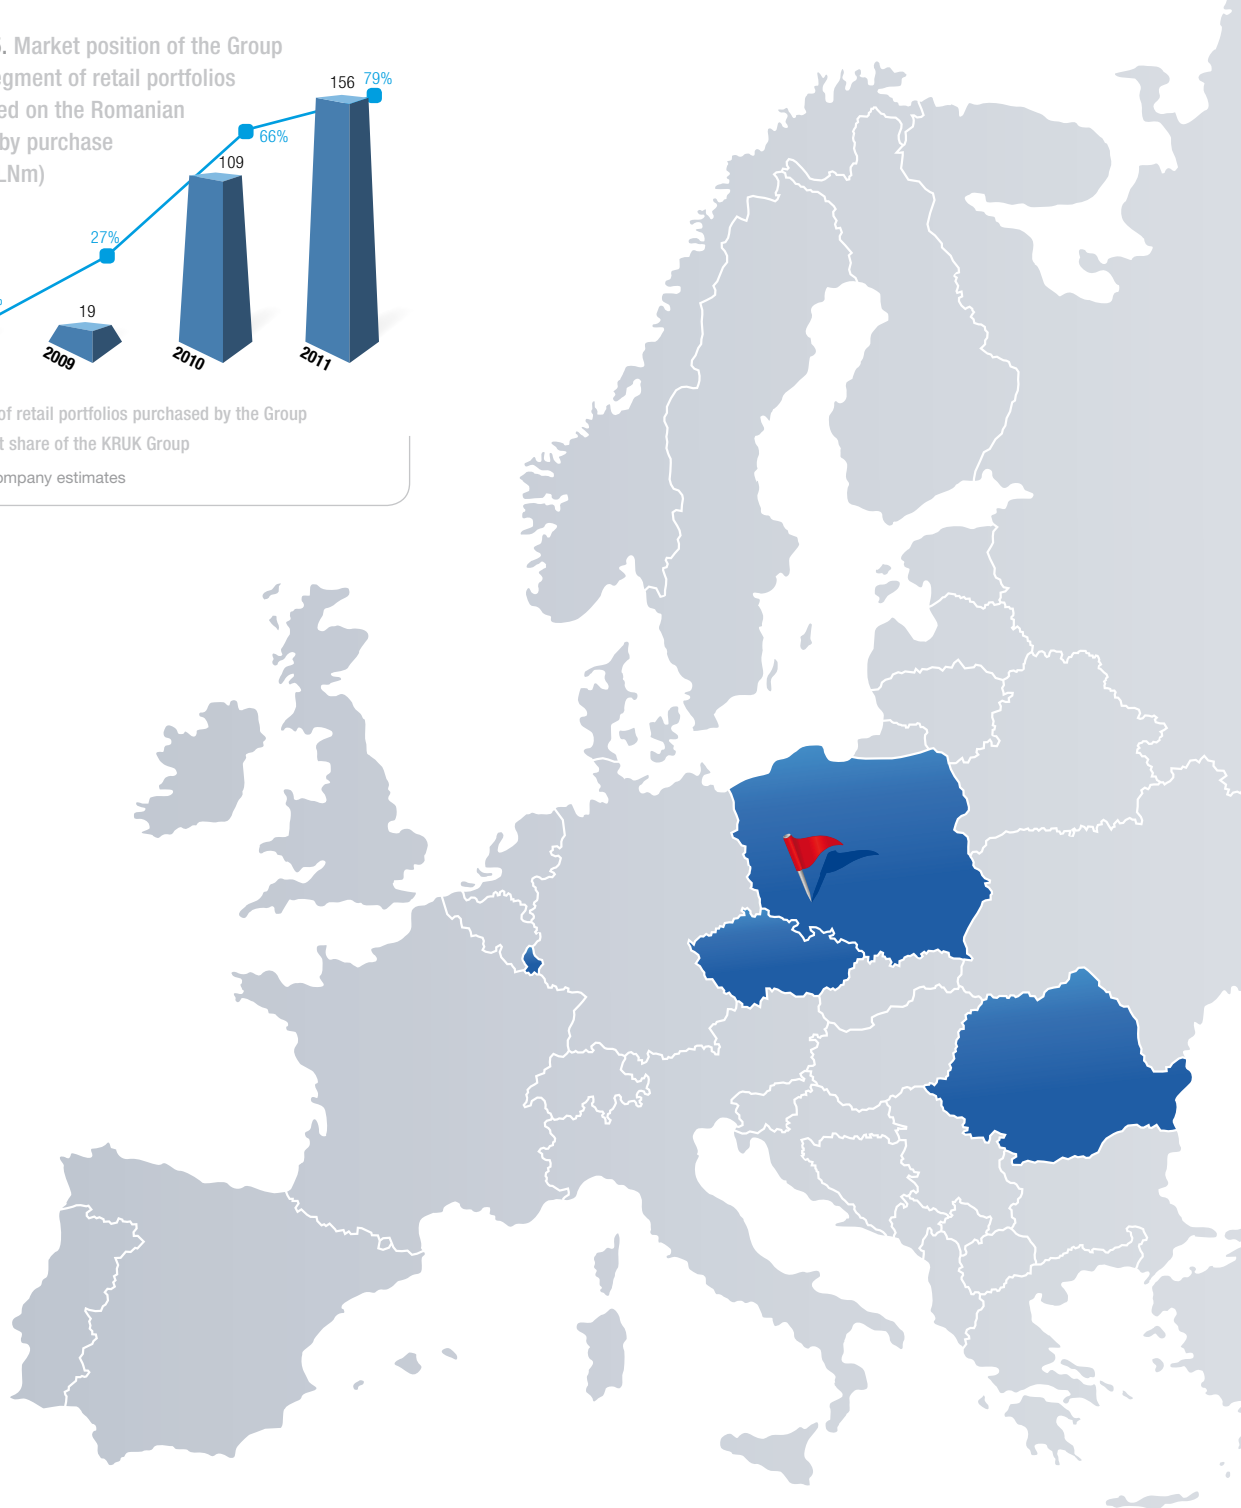 . Market position of the Group
egment of retail portfolios
ed on the Romanian
by purchase
LNm)
156 79%
66%
109
27%
%
19
2009
2010
2011
of retail portfolios purchased by the Group
t share of the KRUK Group
ompany estimates